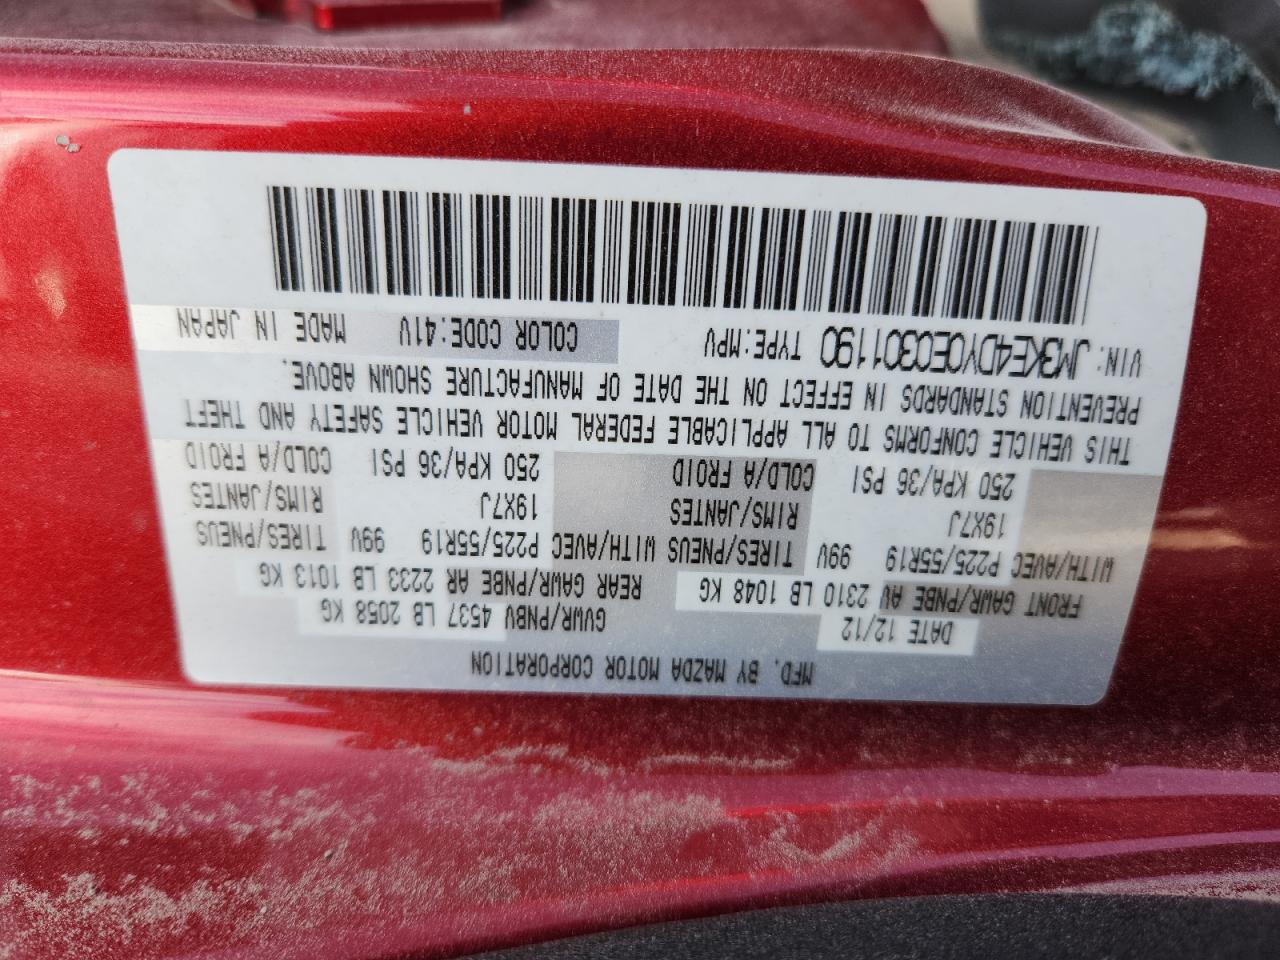 MFD. BY MAZDA MOTOR CORPORATION
DATE 12/12 GVWR/PNBV 4537 LB 2058 KG
FRONT GAWR/PNBE AV 2310 LB 1048 KG REAR GAWR/PNBE AR 2233 LB 1013 KG
WITH/AVEC P225/55R19 99V TIRES/PNEUS WITH/AVEC P225/55R19 99V TIRES/PNEUS
19X7J RIMS/JANTES 19X7J RIMS/JANTES
250 KPA/36 PSI COLD/A FROID 250 KPA/36 PSI COLD/A FROID
THIS VEHICLE CONFORMS TO ALL APPLICABLE FEDERAL MOTOR VEHICLE SAFETY AND THEFT
PREVENTION STANDARDS IN EFFECT ON THE DATE OF MANUFACTURE SHOWN ABOVE.
VIN: JM3KE4DY0E0301190 TYPE:MPV COLOR CODE:41V MADE IN JAPAN